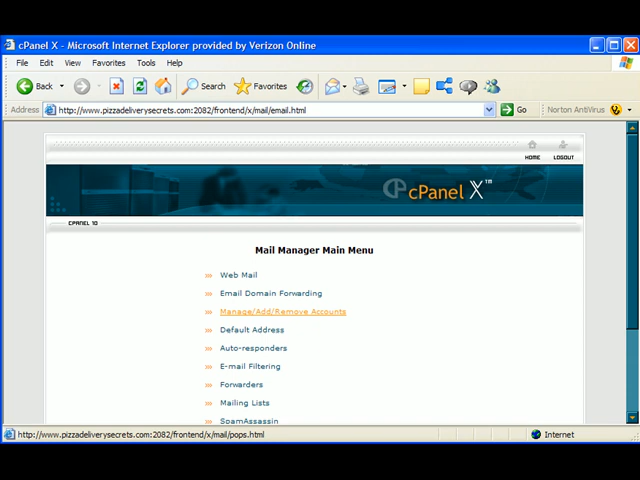 cPanel X - Microsoft Internet Explorer provided by Verizon Online
File Edit View Favorites Tools Help
Back Search Favorites
Address http://www.pizzadeliverysecrets.com:2082/frontend/x/mail/email.html Go Norton AntiVirus
HOME LOGOUT
cPanel X™
CPANEL 10
Mail Manager Main Menu
Web Mail
Email Domain Forwarding
Manage/Add/Remove Accounts
Default Address
Auto-responders
E-mail Filtering
Forwarders
Mailing Lists
SpamAssassin
http://www.pizzadeliverysecrets.com:2082/frontend/x/mail/pops.html Internet